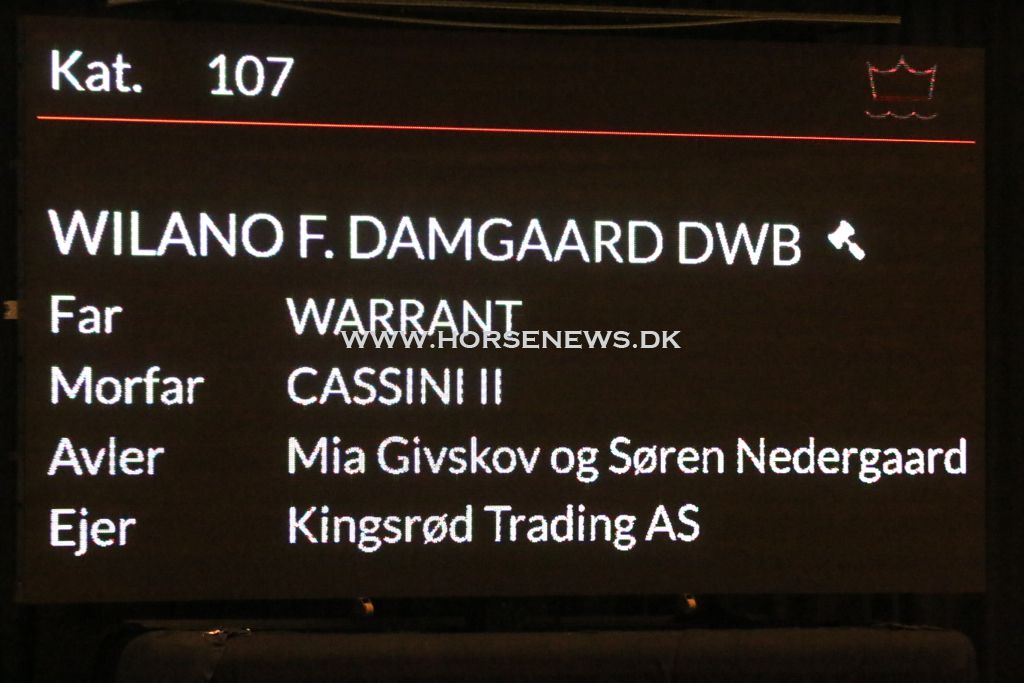 Kat. 107
WILANO F. DAMGAARD DWB
Far WARRANT
WWW.HORSENEWS.DK
Morfar CASSINI II
Avler Mia Givskov og Søren Nedergaard
Ejer Kingsrød Trading AS